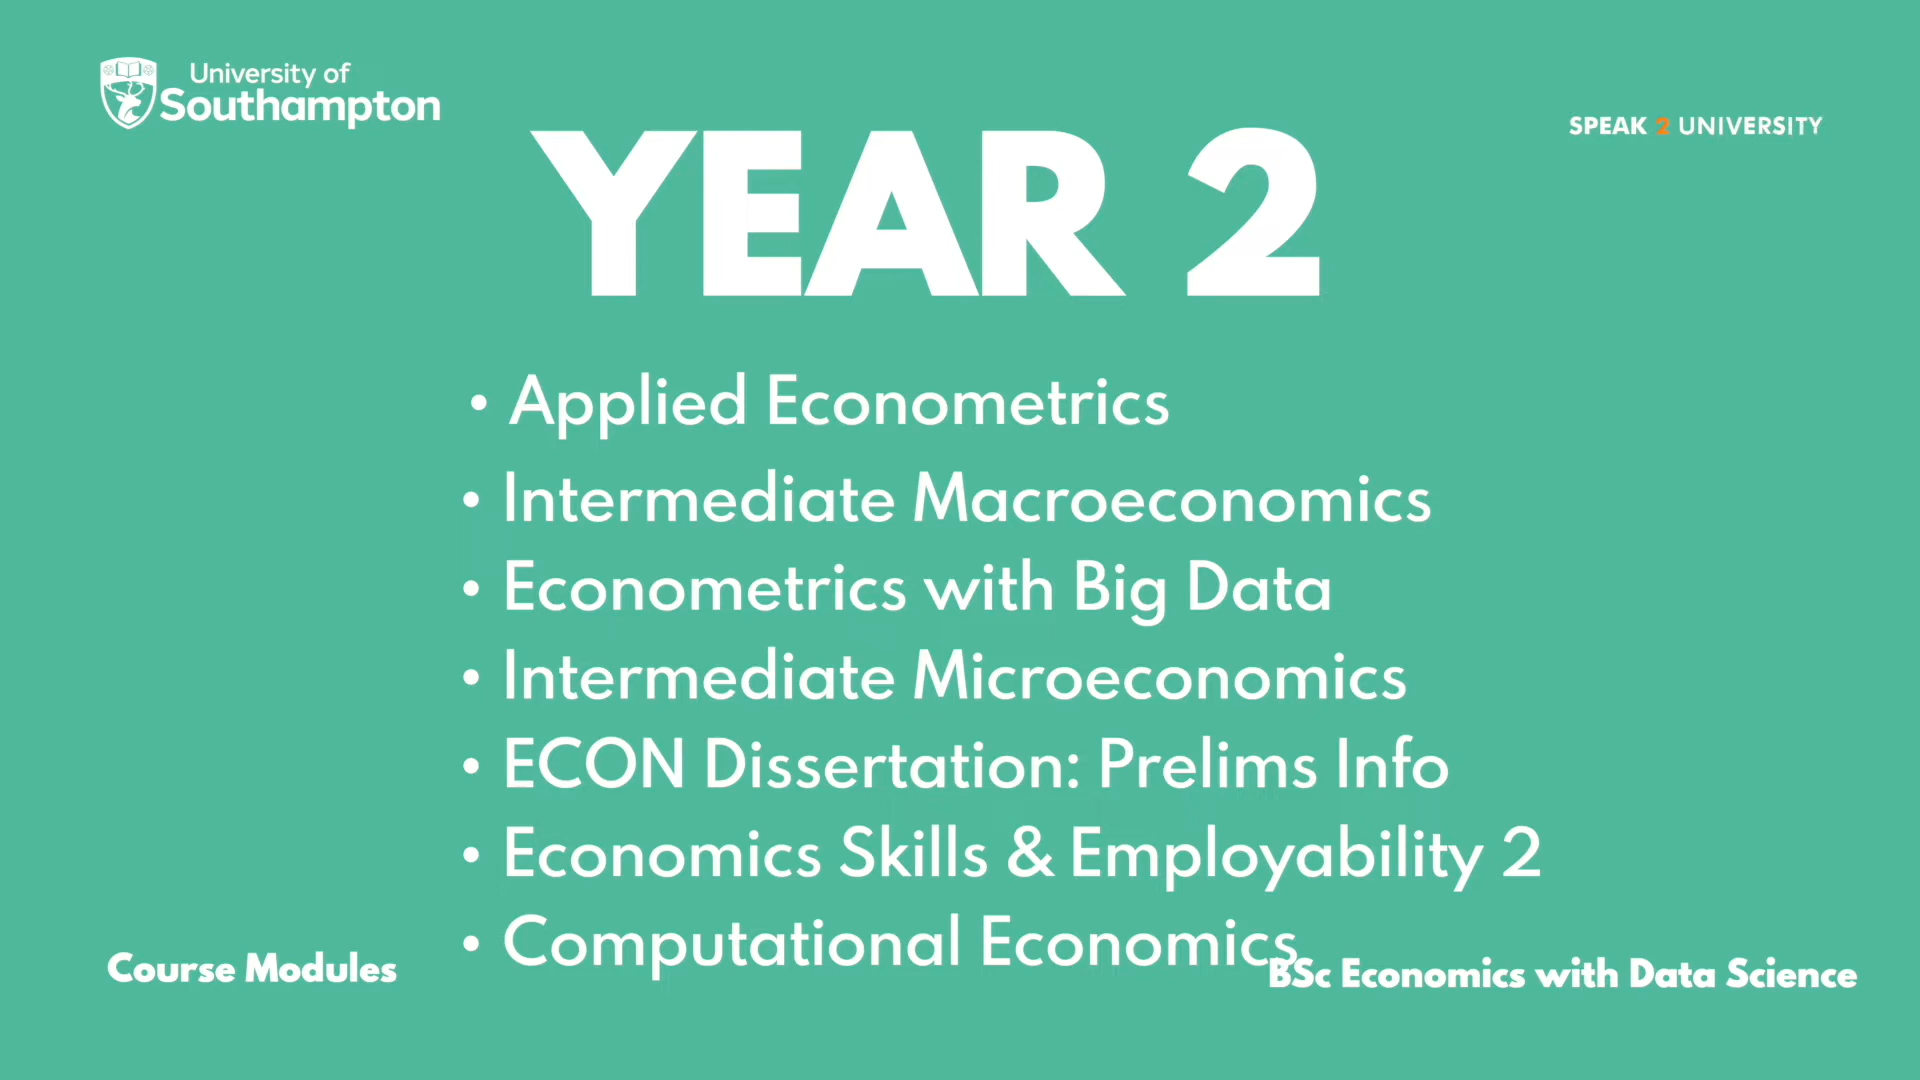 University of
Southampton
SPEAK 2 UNIVERSITY
YEAR 2
• Applied Econometrics
• Intermediate Macroeconomics
• Econometrics with Big Data
• Intermediate Microeconomics
• ECON Dissertation: Prelims Info
• Economics Skills & Employability 2
• Computational Economics
Course Modules
BSc Economics with Data Science